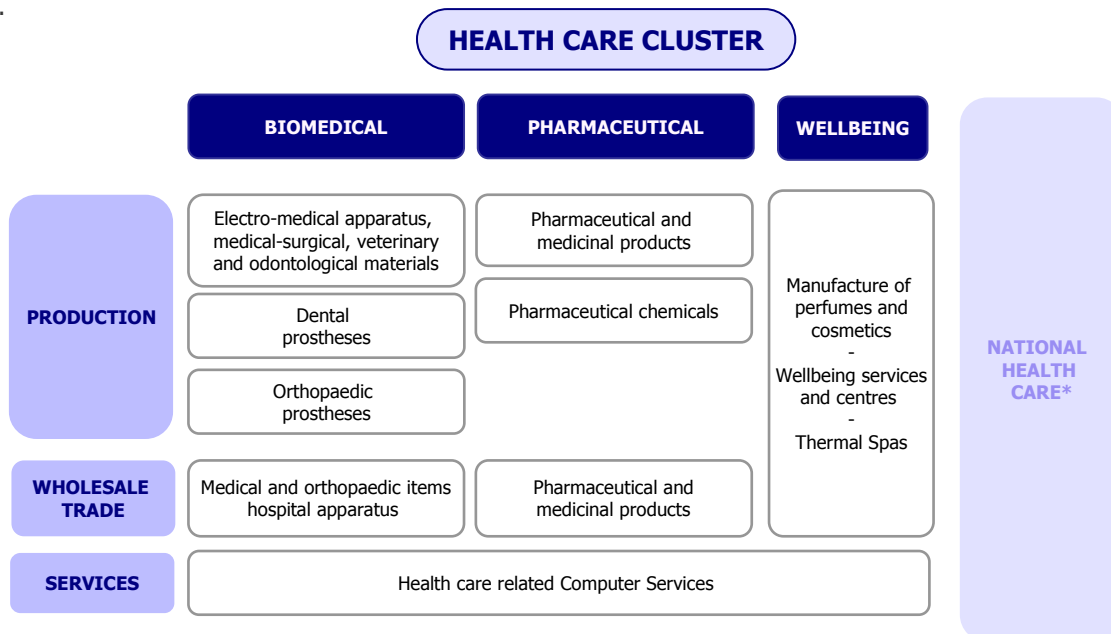 .
HEALTH CARE CLUSTER
BIOMEDICAL
PHARMACEUTICAL
WELLBEING
PRODUCTION
Electro-medical apparatus,
medical-surgical, veterinary
and odontological materials
Dental
prostheses
Orthopaedic
prostheses
Pharmaceutical and
medicinal products
Pharmaceutical chemicals
Manufacture of
perfumes and
cosmetics
-
Wellbeing services
and centres
-
Thermal Spas
NATIONAL
HEALTH
CARE*
WHOLESALE
TRADE
Medical and orthopaedic items
hospital apparatus
Pharmaceutical and
medicinal products
SERVICES
Health care related Computer Services